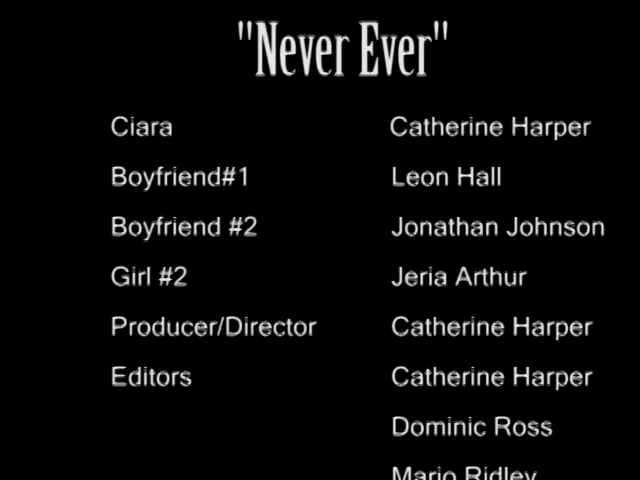 "Never Ever"
Ciara Catherine Harper
Boyfriend#1 Leon Hall
Boyfriend #2 Jonathan Johnson
Girl #2 Jeria Arthur
Producer/Director Catherine Harper
Editors Catherine Harper
Dominic Ross
Mario Ridley